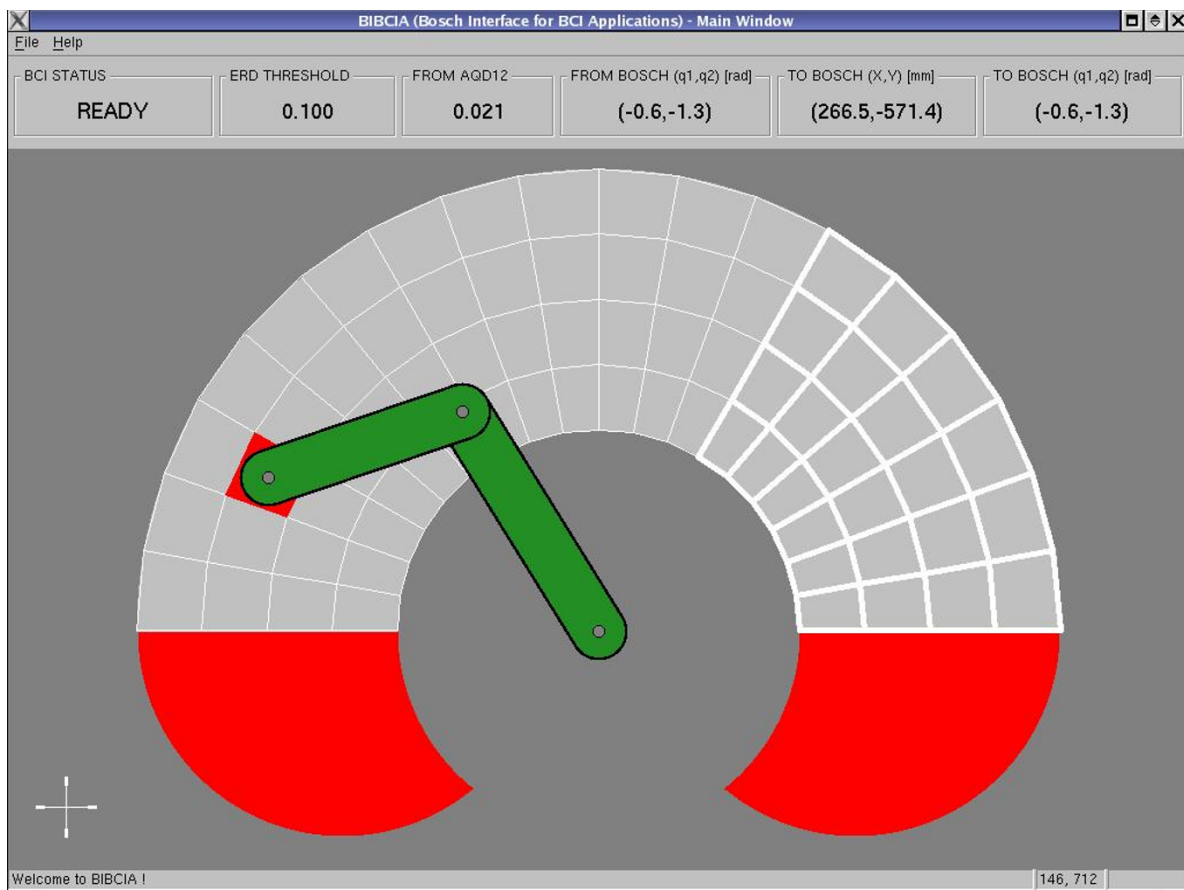 BIBCIA (Bosch Interface for BCI Applications) - Main Window
File Help
BCI STATUS ERD THRESHOLD FROM AQD12 FROM BOSCH (q1,q2) [rad] TO BOSCH (X,Y) [mm] TO BOSCH (q1,q2) [rad]
READY 0.100 0.021 (-0.6,-1.3) (266.5,-571.4) (-0.6,-1.3)
Welcome to BIBCIA ! 146, 712